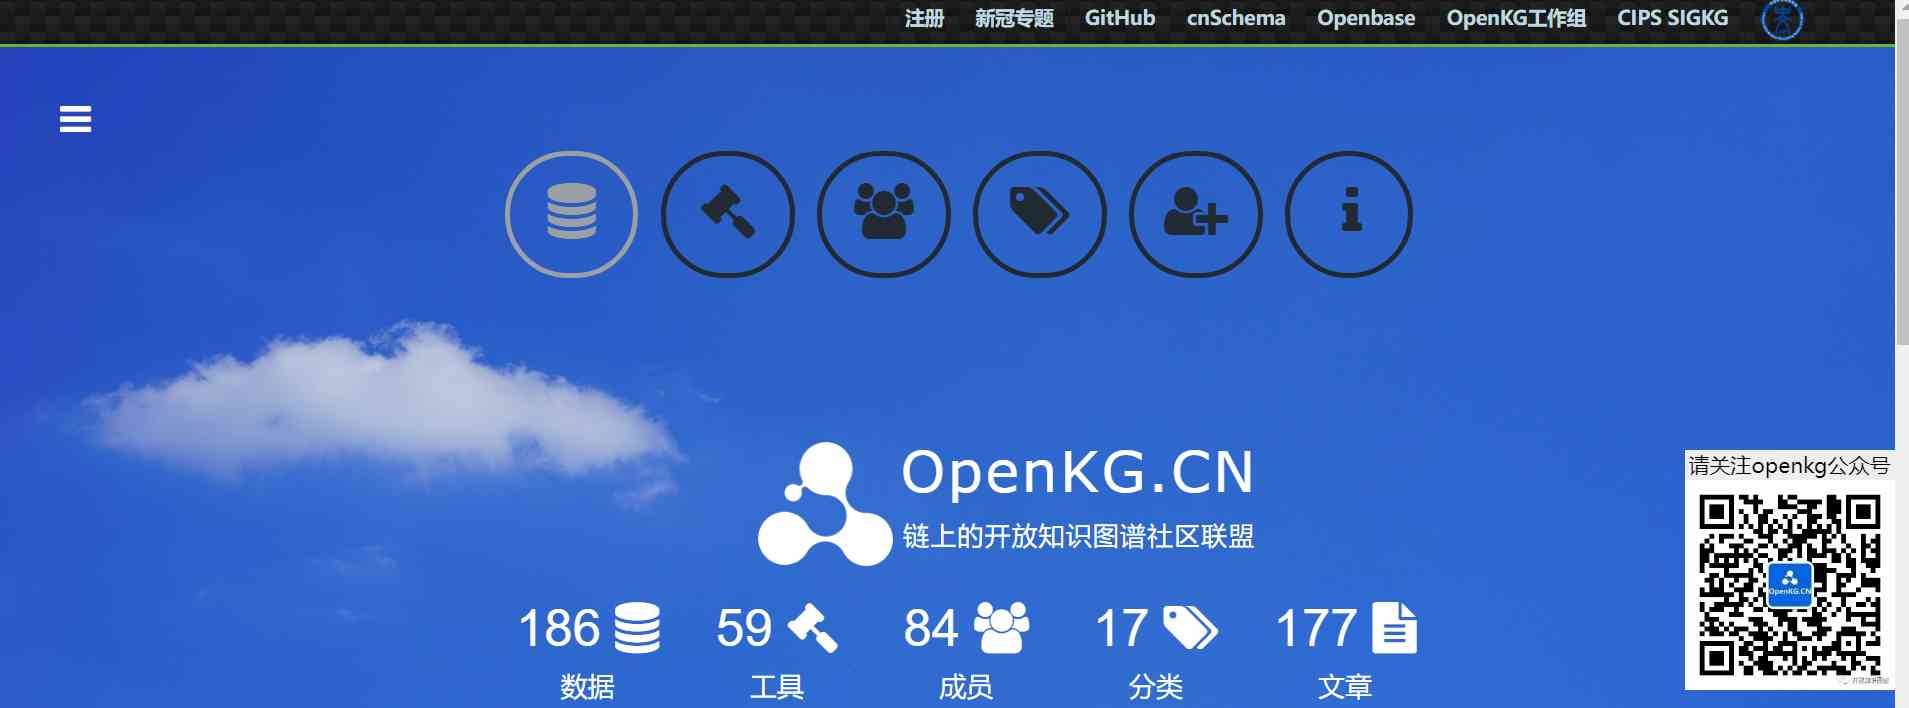 注册 新冠专题 GitHub cnSchema Openbase OpenKG工作组 CIPS SIGKG
OpenKG.CN
链上的开放知识图谱社区联盟
请关注openkg公众号
OpenKG.CN
186 59 84 17 177
数据 工具 成员 分类 文章